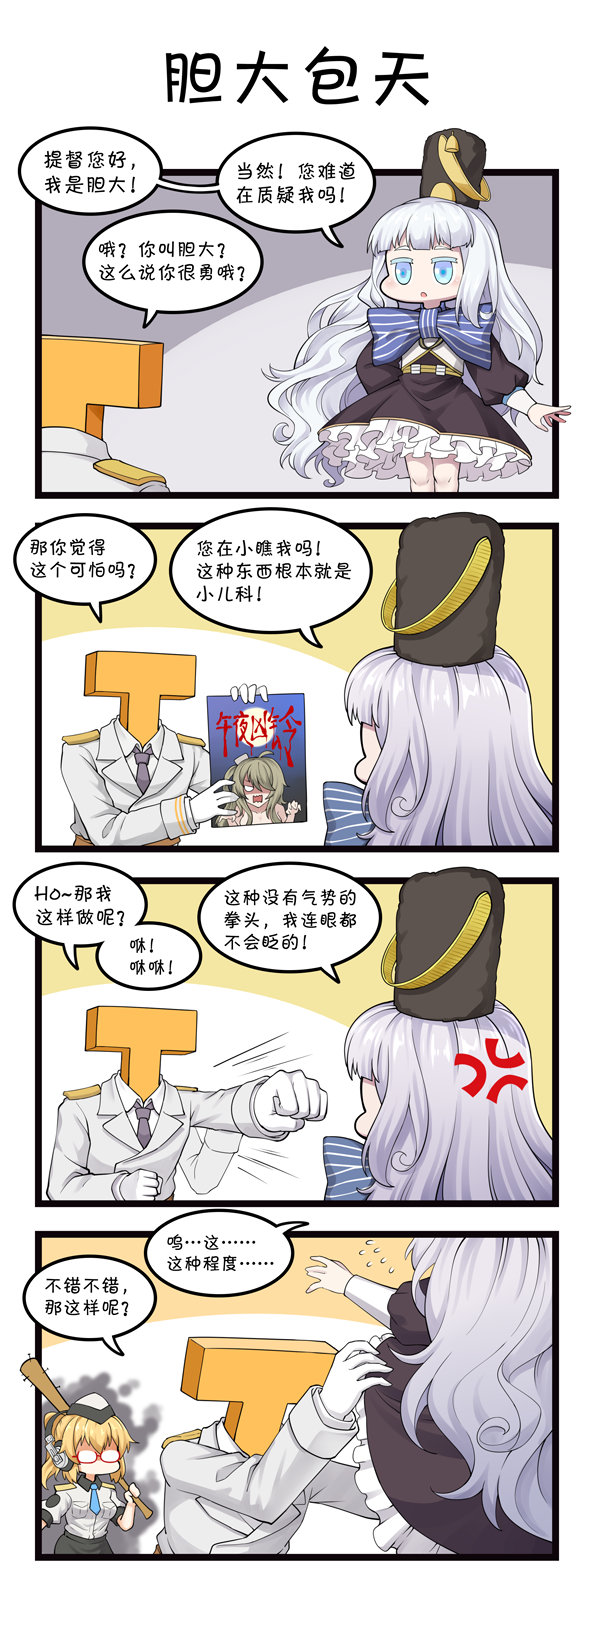 胆大包天
提督您好，
我是胆大！
哦？你叫胆大？
这么说你很勇哦？
当然！您难道
在质疑我吗！
那你觉得
这个可怕吗？
您在小瞧我吗！
这种东西根本就是
小儿科！
午夜凶铃
HO~那我
这样做呢？
咻！
咻咻！
这种没有气势的
拳头，我连眼都
不会眨的！
呜…这……
这种程度……
不错不错，
那这样呢？